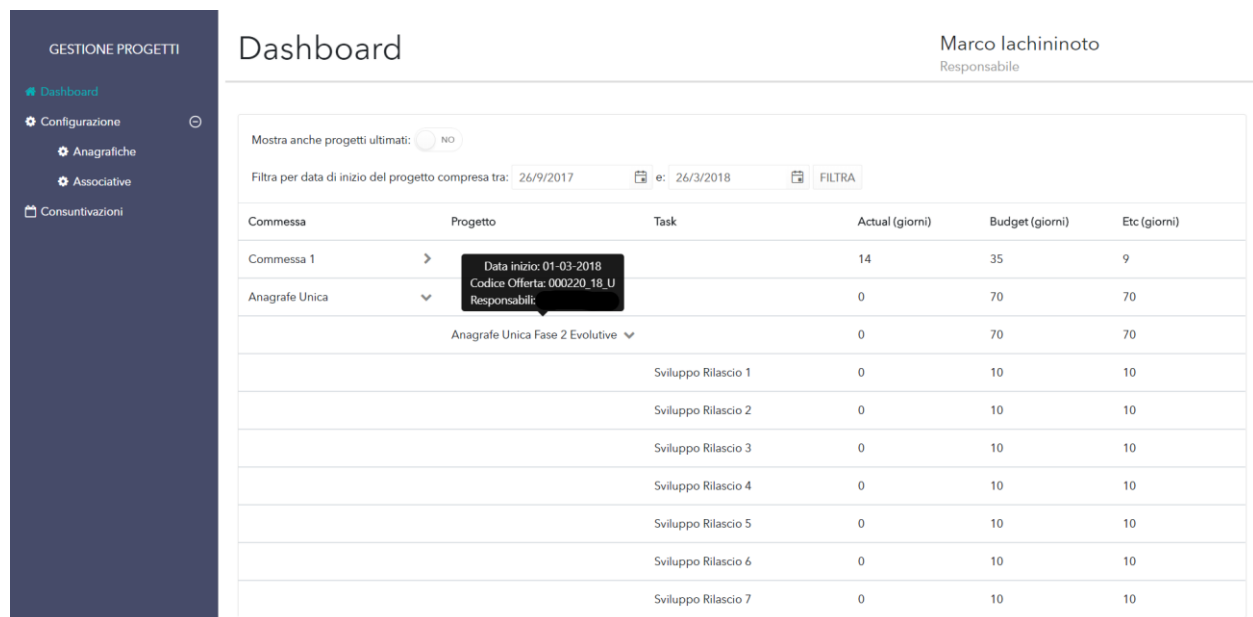 GESTIONE PROGETTI
Dashboard
Configurazione
Anagrafiche
Associative
Consuntivazioni
Dashboard
Marco Iachininoto
Responsabile
Mostra anche progetti ultimati: NO
Filtra per data di inizio del progetto compresa tra: 26/9/2017 e: 26/3/2018 FILTRA
Commessa Progetto Task Actual (giorni) Budget (giorni) Etc (giorni)
Commessa 1 14 35 9
Data inizio: 01-03-2018
Codice Offerta: 000220_18_U
Responsabili:
Anagrafe Unica 0 70 70
Anagrafe Unica Fase 2 Evolutive 0 70 70
Sviluppo Rilascio 1 0 10 10
Sviluppo Rilascio 2 0 10 10
Sviluppo Rilascio 3 0 10 10
Sviluppo Rilascio 4 0 10 10
Sviluppo Rilascio 5 0 10 10
Sviluppo Rilascio 6 0 10 10
Sviluppo Rilascio 7 0 10 10